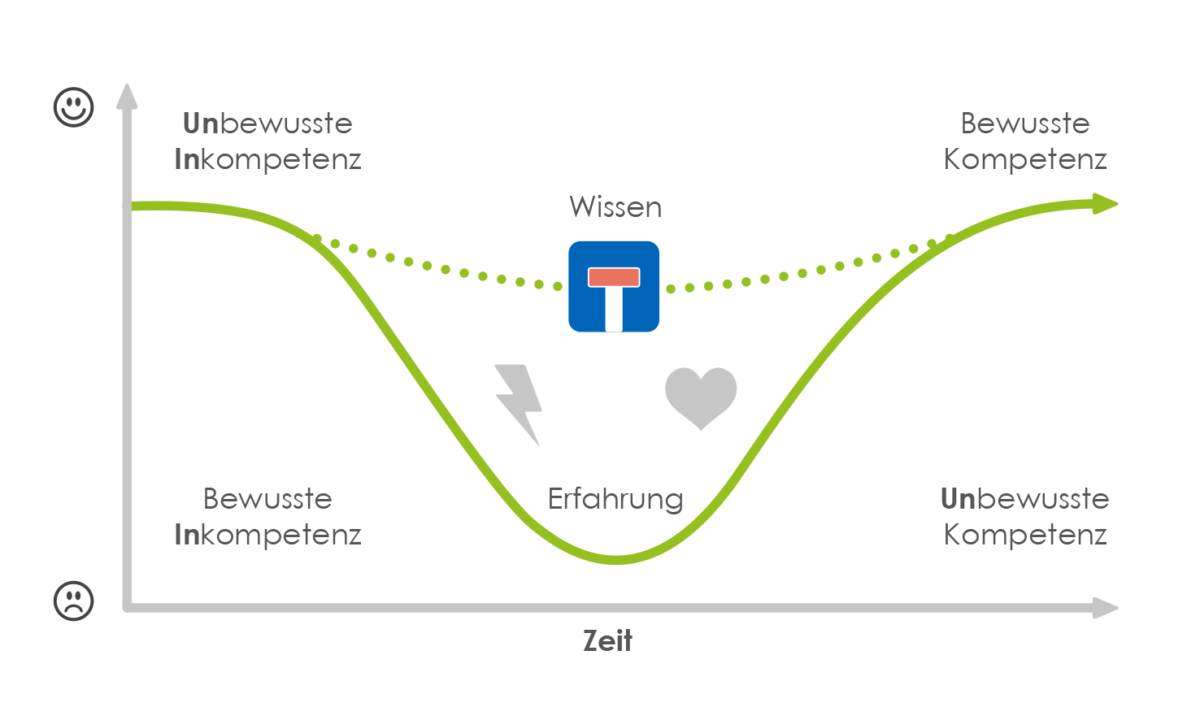 Unbewusste
Inkompetenz
Bewusste
Kompetenz
Wissen
Bewusste
Inkompetenz
Erfahrung
Unbewusste
Kompetenz
Zeit